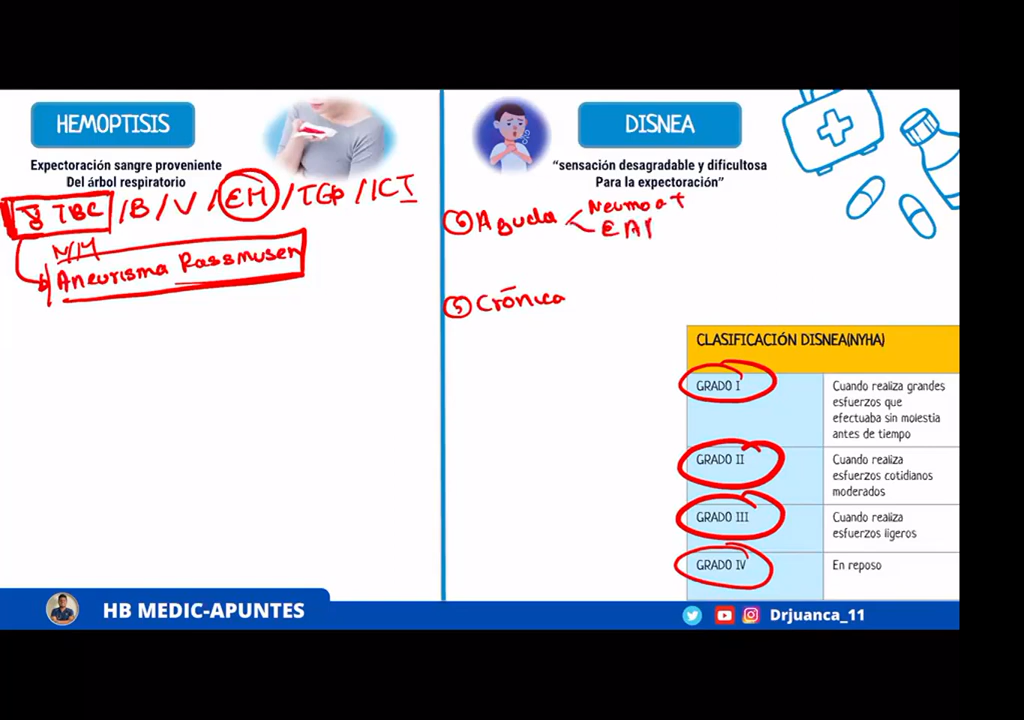 HEMOPTISIS
Expectoración sangre proveniente
Del árbol respiratorio
TBC /B / V / EM / TEP / ICI
N/M
Aneurisma Rassmusen
DISNEA
“sensación desagradable y dificultosa
Para la expectoración”
Aguda < Neumo at
EAP
Crónica
CLASIFICACIÓN DISNEA(NYHA)
GRADO I
Cuando realiza grandes
esfuerzos que
efectuaba sin molestia
antes de tiempo
GRADO II
Cuando realiza
esfuerzos cotidianos
moderados
GRADO III
Cuando realiza
esfuerzos ligeros
GRADO IV
En reposo
HB MEDIC-APUNTES
Drjuanca_11